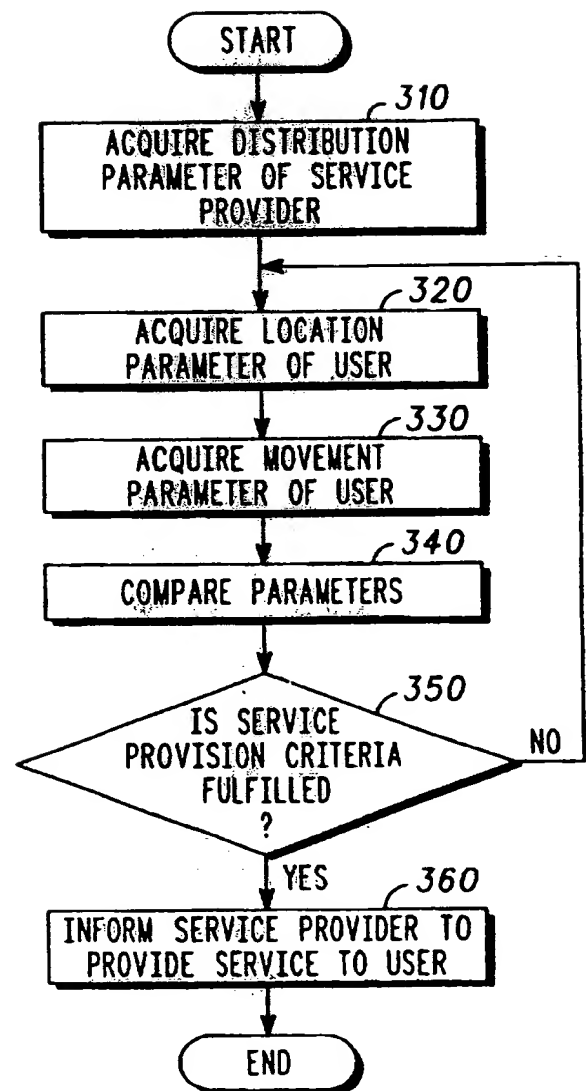 START
310
ACQUIRE DISTRIBUTION
PARAMETER OF SERVICE
PROVIDER
320
ACQUIRE LOCATION
PARAMETER OF USER
330
ACQUIRE MOVEMENT
PARAMETER OF USER
340
COMPARE PARAMETERS
350
IS SERVICE
PROVISION CRITERIA
FULFILLED
?
NO
YES
360
INFORM SERVICE PROVIDER TO
PROVIDE SERVICE TO USER
END